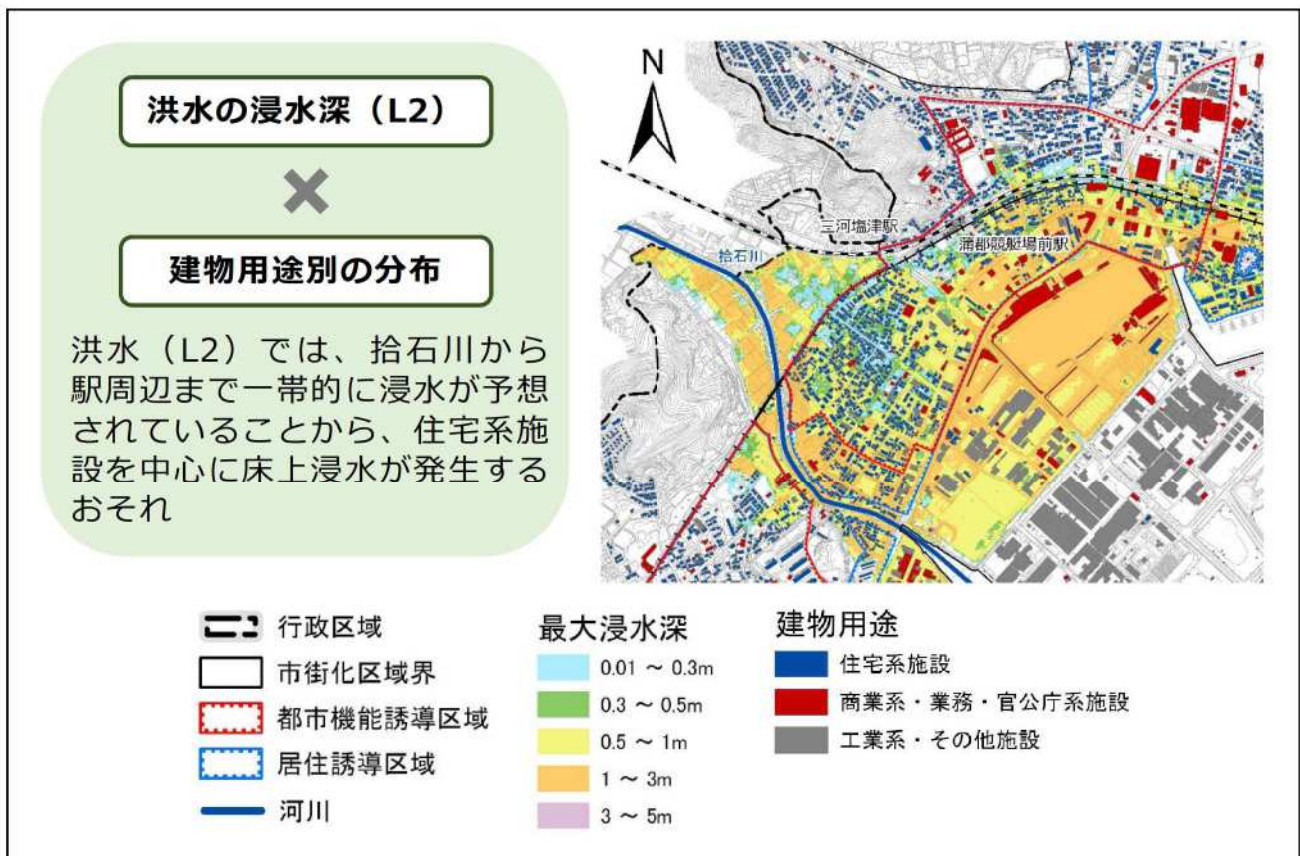 洪水の浸水深（L2）
×
建物用途別の分布
洪水（L2）では、拾石川から
駅周辺まで一帯的に浸水が予想
されていることから、住宅系施
設を中心に床上浸水が発生する
おそれ
N
三河塩津駅
蒲郡競艇場前駅
拾石川
行政区域
市街化区域界
都市機能誘導区域
居住誘導区域
河川
最大浸水深
0.01 ～ 0.3m
0.3 ～ 0.5m
0.5 ～ 1m
1 ～ 3m
3 ～ 5m
建物用途
住宅系施設
商業系・業務・官公庁系施設
工業系・その他施設